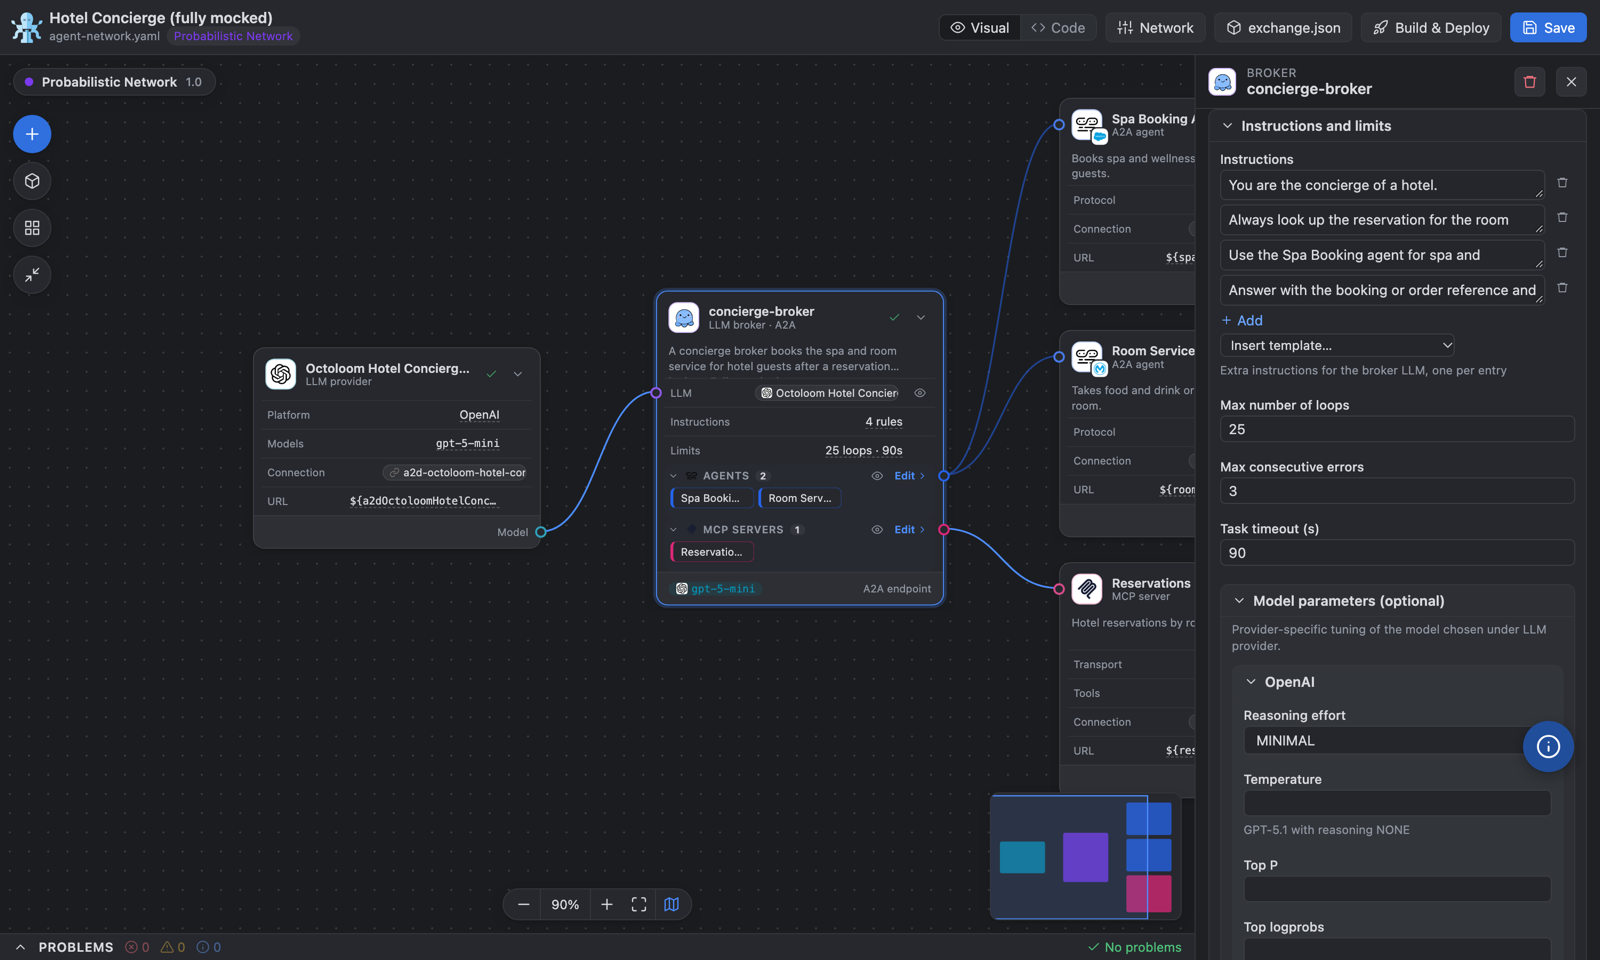 Hotel Concierge (fully mocked)
agent-network.yaml
Probabilistic Network
Visual
Code
Network
exchange.json
Build & Deploy
Save
Probabilistic Network 1.0
Octoloom Hotel Concierg...
LLM provider
Platform
OpenAI
Models
gpt-5-mini
Connection
a2d-octoloom-hotel-cor
URL
${a2dOctoloomHotelConc…
Model
concierge-broker
LLM broker · A2A
A concierge broker books the spa and room
service for hotel guests after a reservation...
LLM
Octoloom Hotel Concier
Instructions
4 rules
Limits
25 loops · 90s
AGENTS 2
Edit
Spa Booki...
Room Serv...
MCP SERVERS 1
Edit
Reservatio...
gpt-5-mini
A2A endpoint
Spa Booking A
A2A agent
Books spa and wellness
guests.
Protocol
Connection
URL
${spa
Room Service
A2A agent
Takes food and drink or
room.
Protocol
Connection
URL
${room
Reservations
MCP server
Hotel reservations by ro
Transport
Tools
Connection
URL
${res
90%
BROKER
concierge-broker
Instructions and limits
Instructions
You are the concierge of a hotel.
Always look up the reservation for the room
Use the Spa Booking agent for spa and
Answer with the booking or order reference and
+ Add
Insert template...
Extra instructions for the broker LLM, one per entry
Max number of loops
25
Max consecutive errors
3
Task timeout (s)
90
Model parameters (optional)
Provider-specific tuning of the model chosen under LLM
provider.
OpenAI
Reasoning effort
MINIMAL
Temperature
GPT-5.1 with reasoning NONE
Top P
Top logprobs
PROBLEMS 0 0 0
No problems